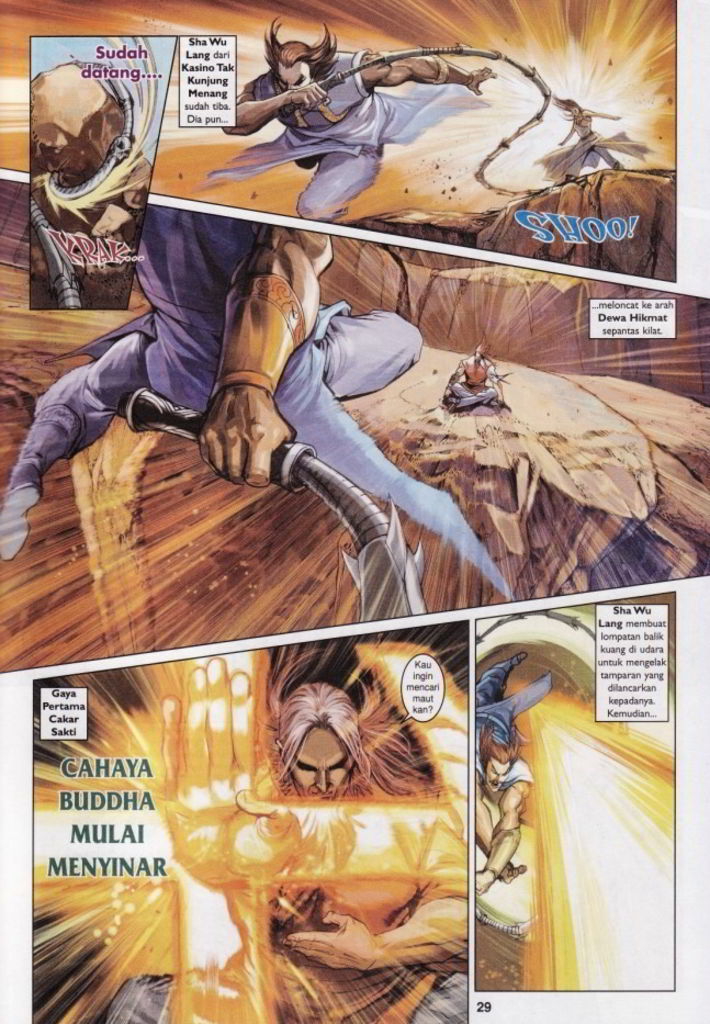 Sudah
datang....
Sha Wu
Lang dari
Kasino Tak
Kunjung
Menang
sudah tiba.
Dia pun...
SHOO!
KRAK...
...meloncat ke arah
Dewa Hikmat
sepantas kilat.
Gaya
Pertama
Cakar
Sakti
CAHAYA
BUDDHA
MULAI
MENYINAR
Kau
ingin
mencari
maut
kan?
Sha Wu
Lang membuat
lompatan balik
kuang di udara
untuk mengelak
tamparan yang
dilancarkan
kepadanya.
Kemudian...
29